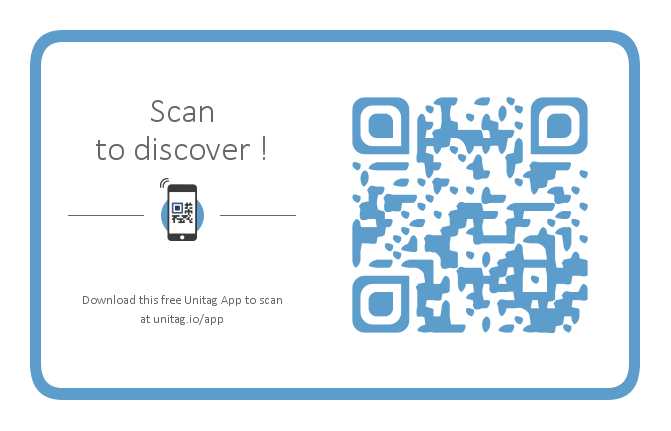 Scan
to discover !
Download this free Unitag App to scan
at unitag.io/app